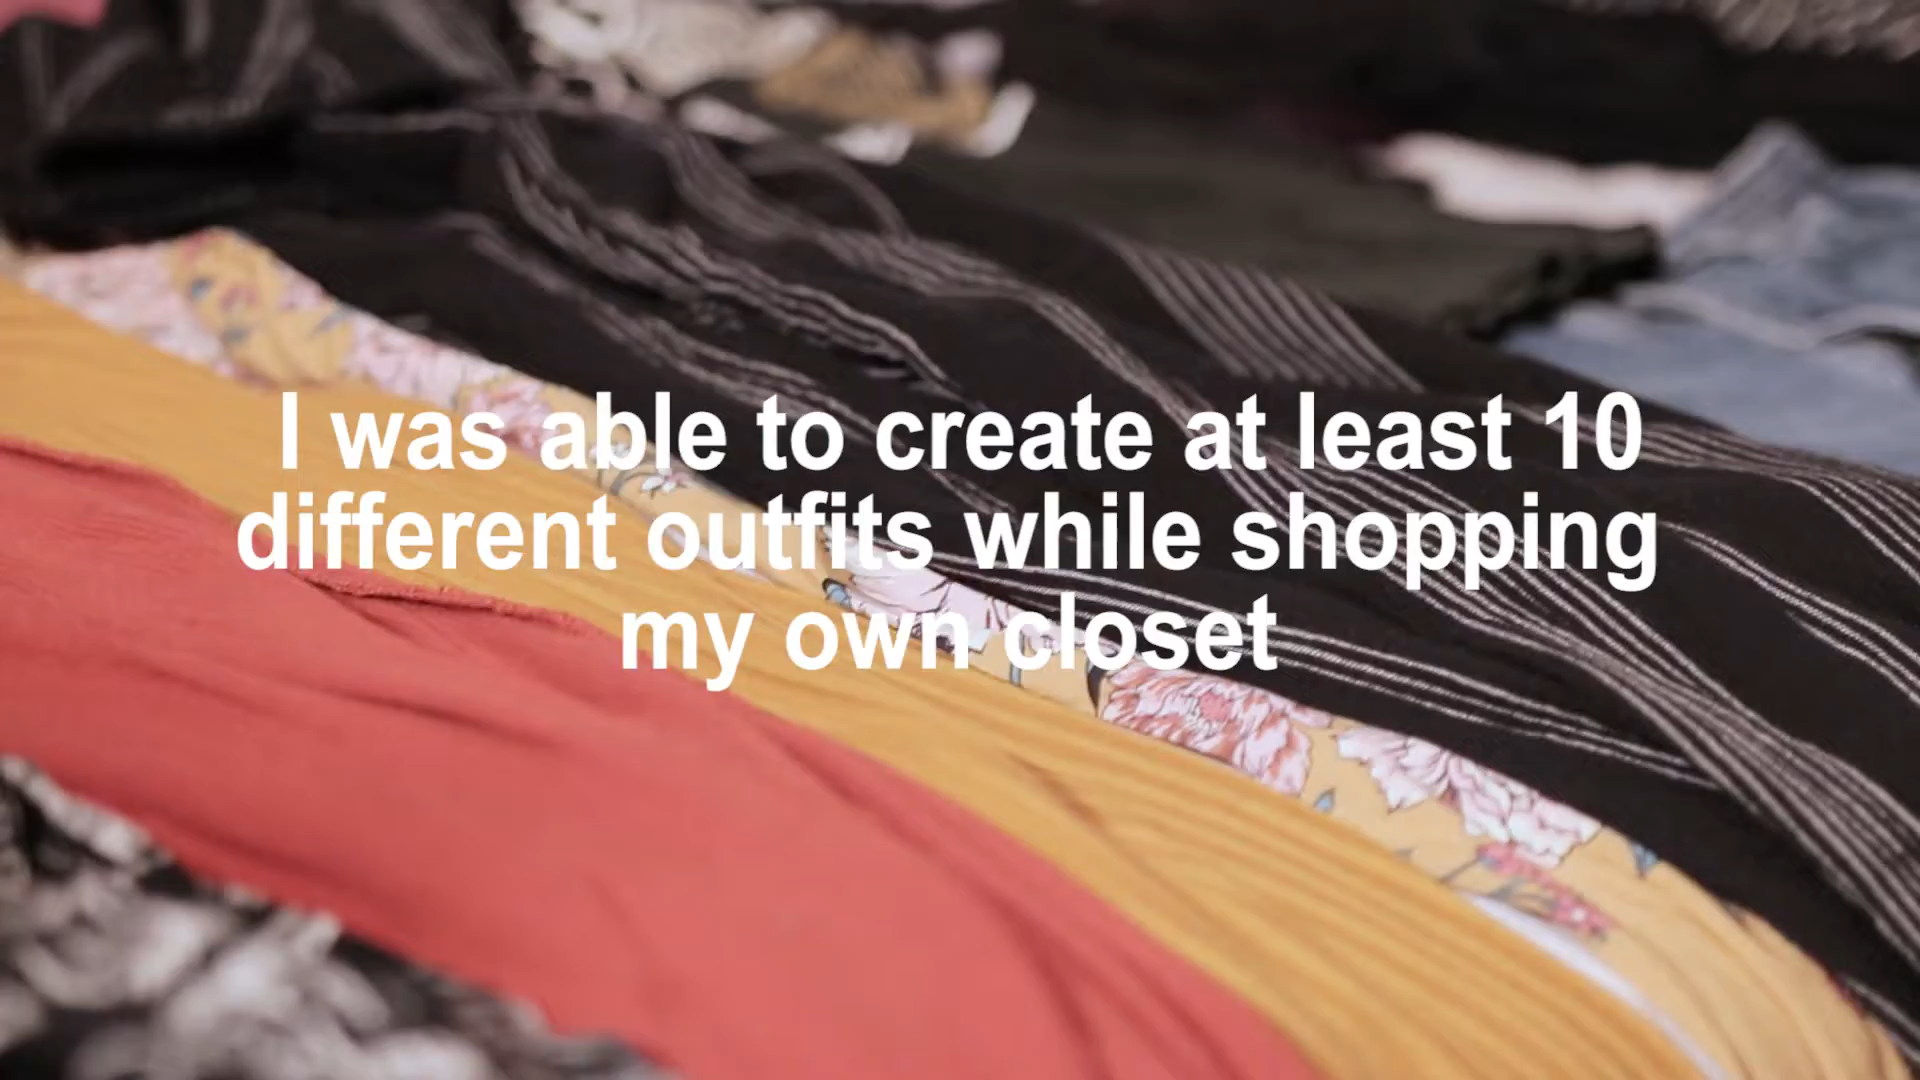 I was able to create at least 10
different outfits while shopping
my own closet